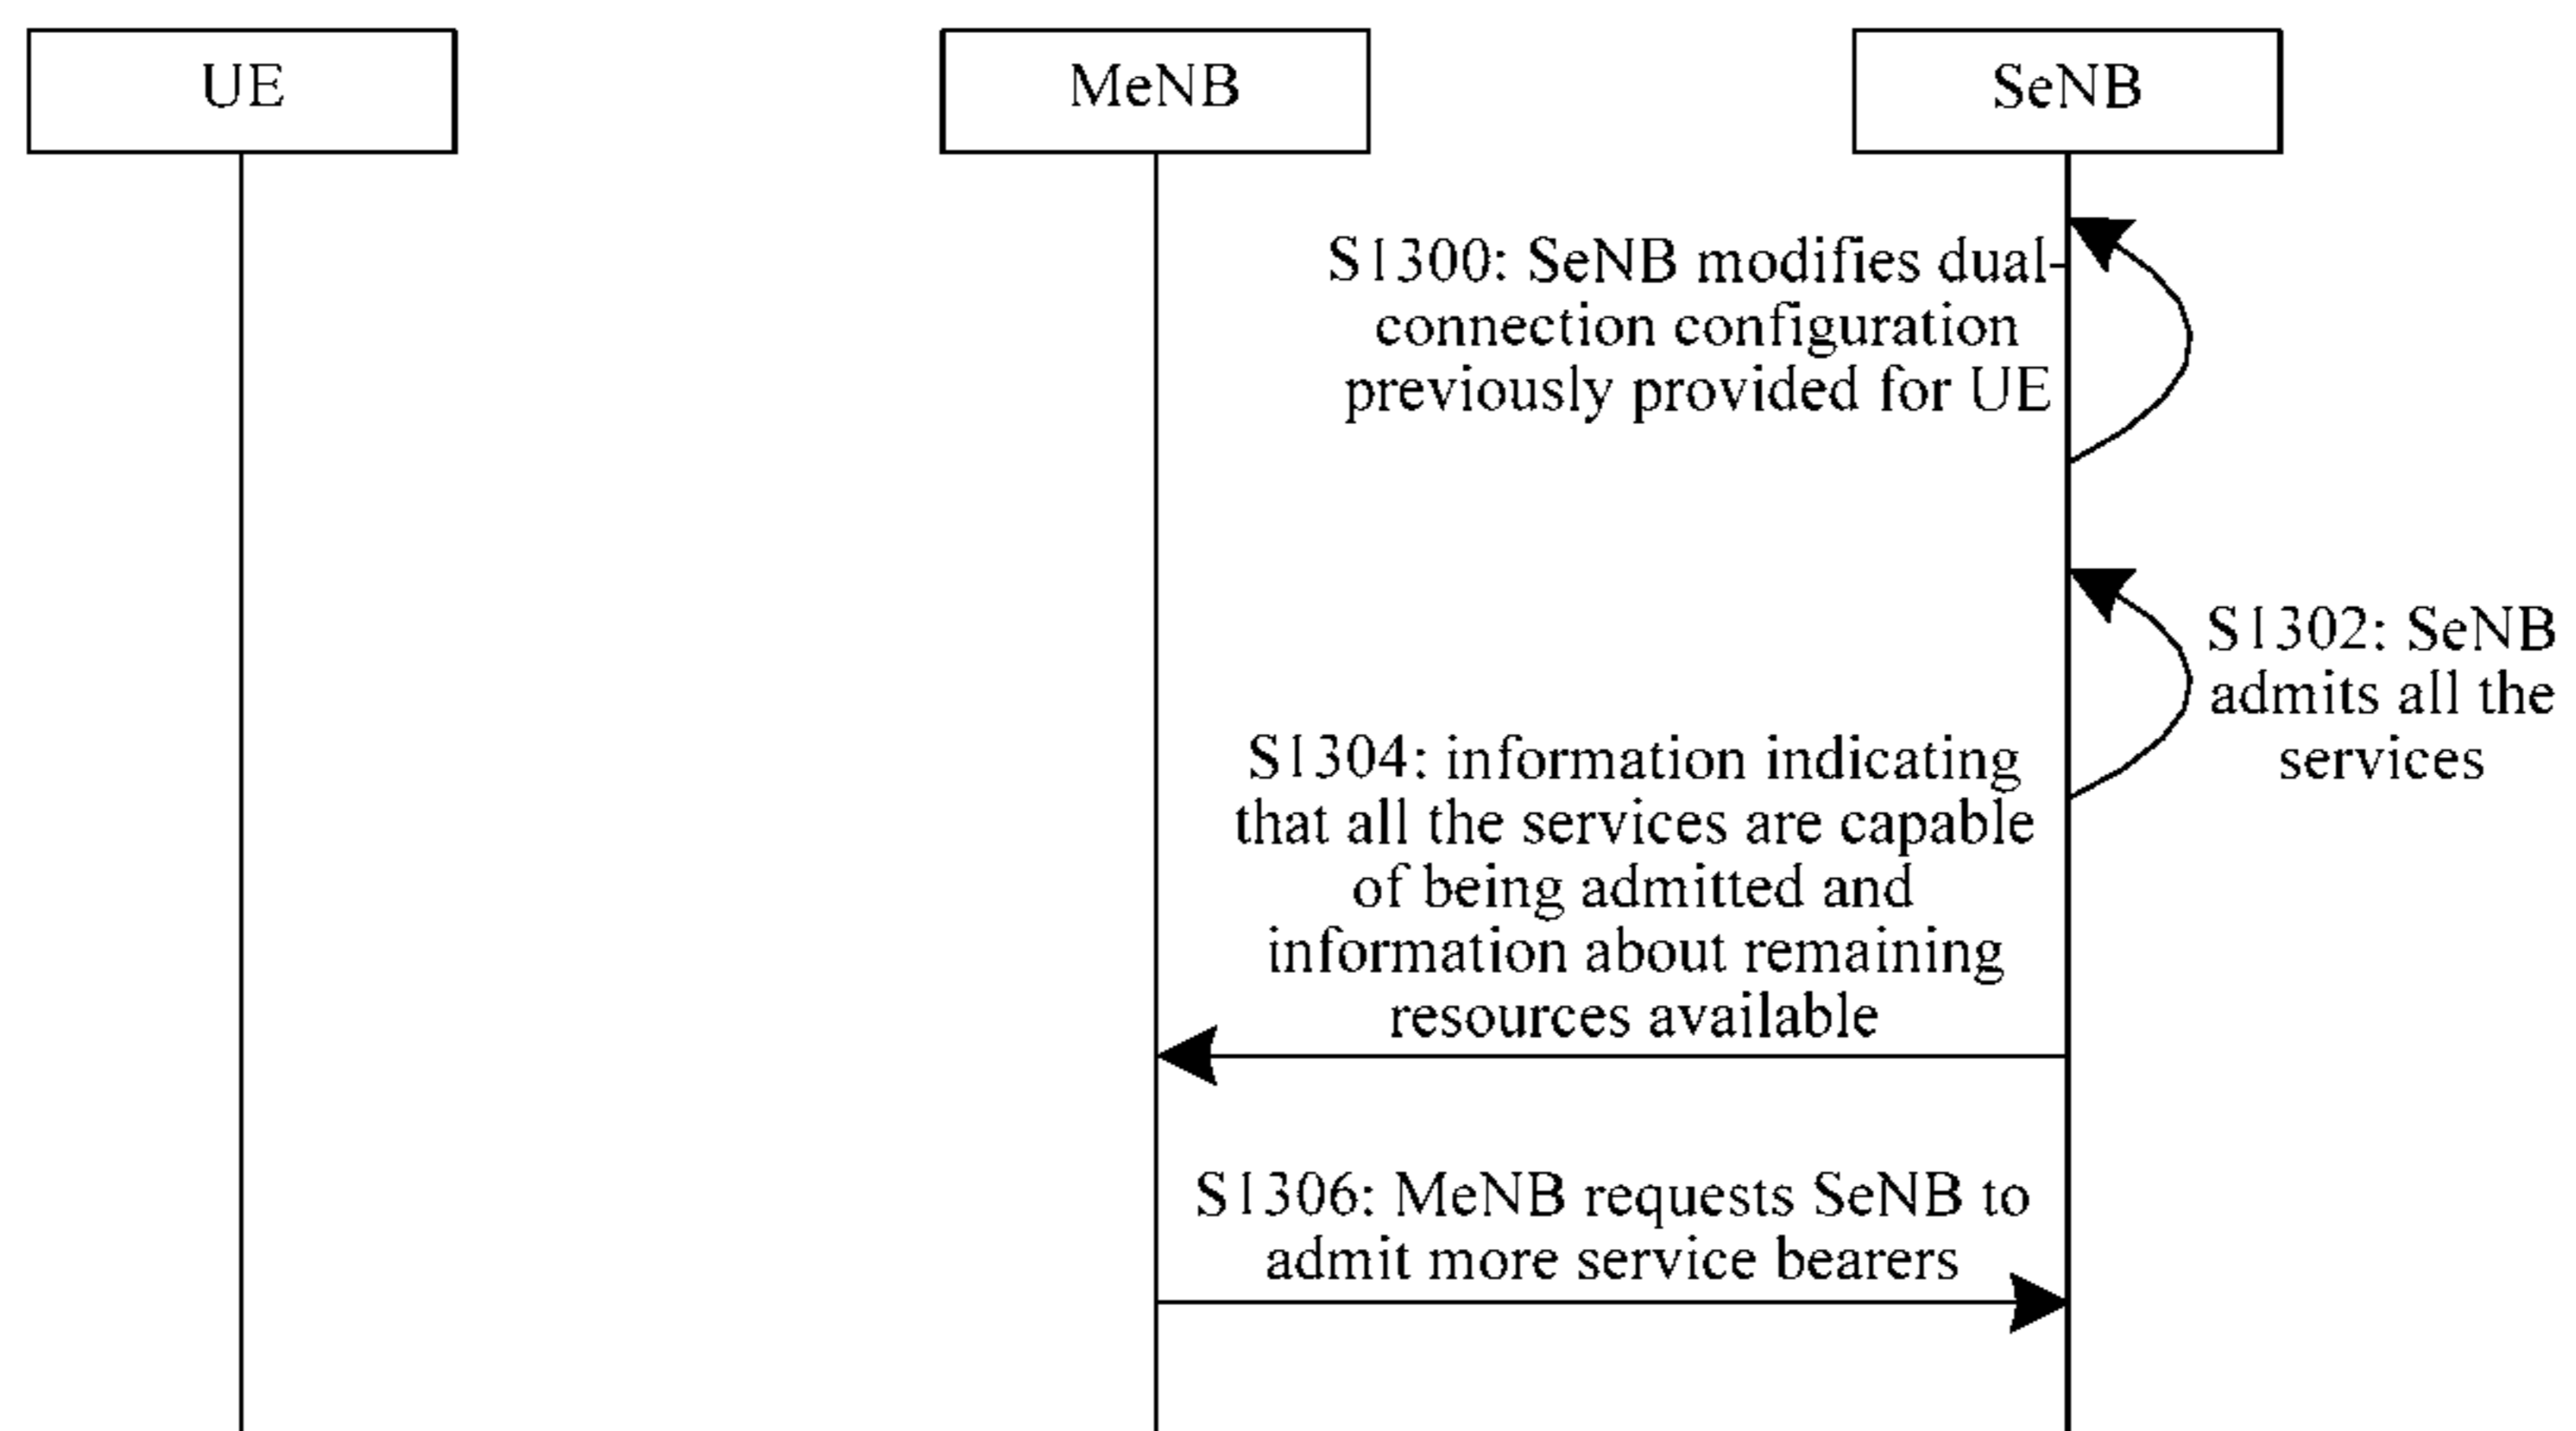 UE
MeNB
SeNB
S1300: SeNB modifies dual-
connection configuration
previously provided for UE
S1302: SeNB
admits all the
services
S1304: information indicating
that all the services are capable
of being admitted and
information about remaining
resources available
S1306: MeNB requests SeNB to
admit more service bearers